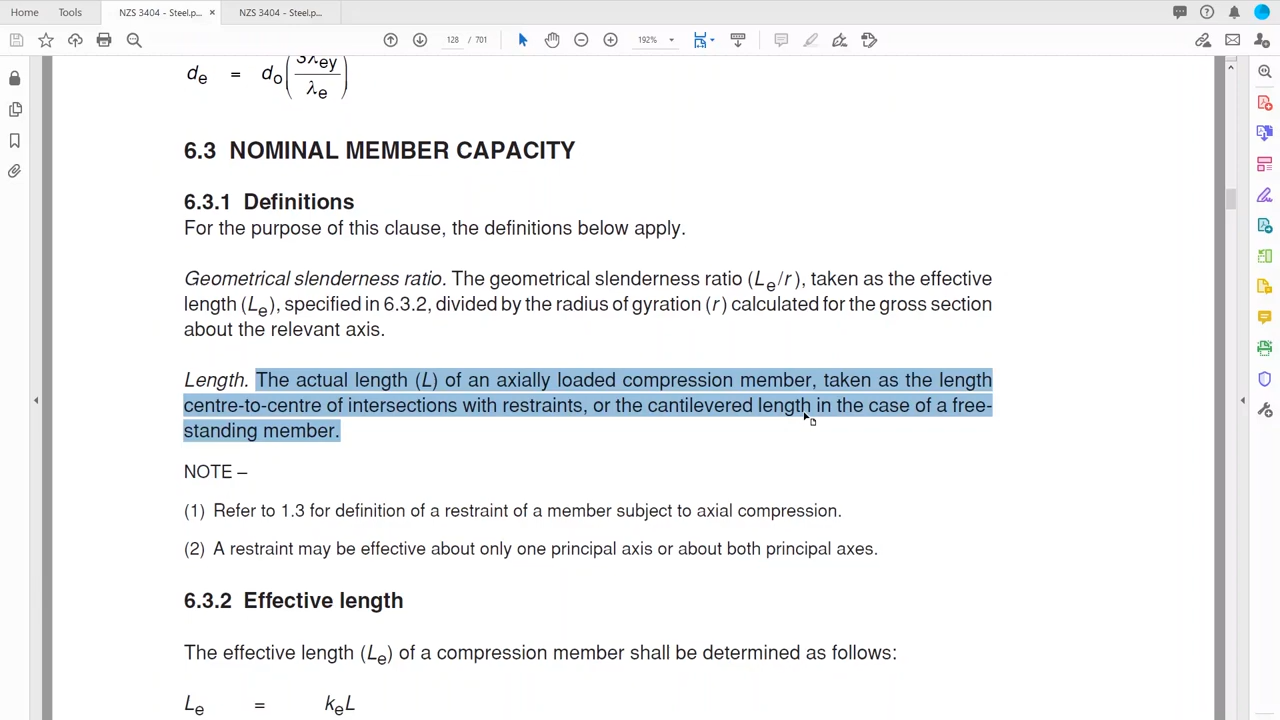 Home Tools NZS 3404 - Steel.p... × NZS 3404 - Steel.p...
128 / 701 192%
de = do(3λey / λe)
6.3 NOMINAL MEMBER CAPACITY
6.3.1 Definitions
For the purpose of this clause, the definitions below apply.
Geometrical slenderness ratio. The geometrical slenderness ratio (Le/r), taken as the effective
length (Le), specified in 6.3.2, divided by the radius of gyration (r) calculated for the gross section
about the relevant axis.
Length. The actual length (L) of an axially loaded compression member, taken as the length
centre-to-centre of intersections with restraints, or the cantilevered length in the case of a free-
standing member.
NOTE –
(1) Refer to 1.3 for definition of a restraint of a member subject to axial compression.
(2) A restraint may be effective about only one principal axis or about both principal axes.
6.3.2 Effective length
The effective length (Le) of a compression member shall be determined as follows:
Le = keL